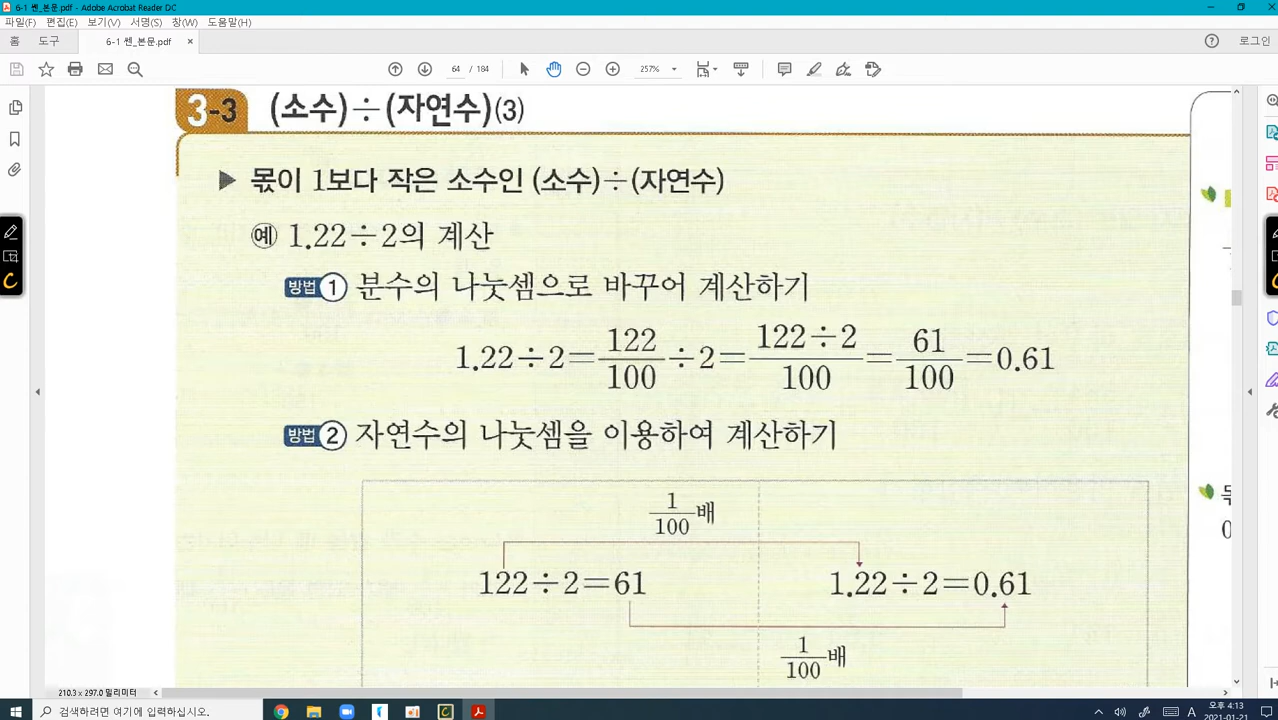 6-1 쎈_본문.pdf - Adobe Acrobat Reader DC
파일(F) 편집(E) 보기(V) 서명(S) 창(W) 도움말(H)
홈 도구 6-1 쎈_본문.pdf × 로그인
64 / 184 257%
3-3 (소수)÷(자연수)(3)
▶ 몫이 1보다 작은 소수인 (소수)÷(자연수)
예 1.22÷2의 계산
방법 1 분수의 나눗셈으로 바꾸어 계산하기
1.22÷2=122/100÷2=122÷2/100=61/100=0.61
방법 2 자연수의 나눗셈을 이용하여 계산하기
1/100배
122÷2=61 1.22÷2=0.61
1/100배
210.3 x 297.0 밀리미터
검색하려면 여기에 입력하십시오.
A 오후 4:13
2021-01-21